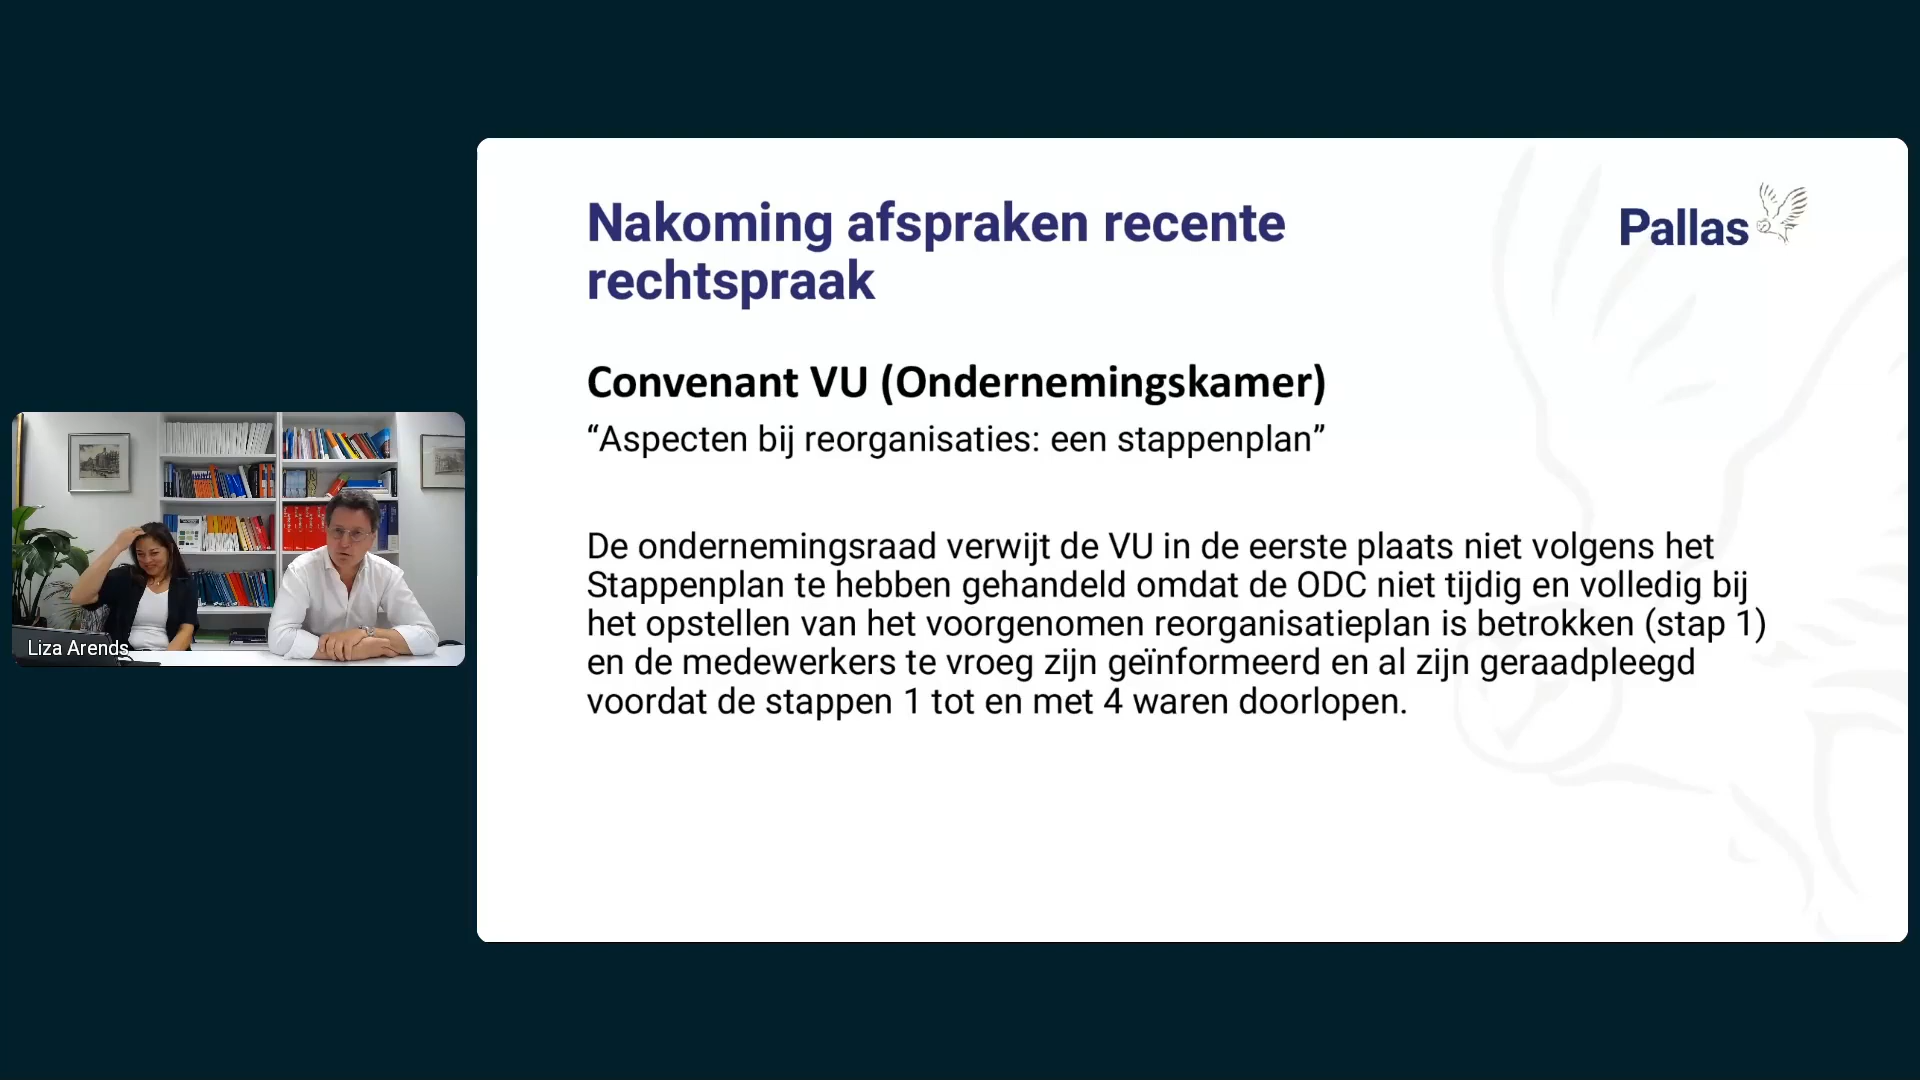 Nakoming afspraken recente
rechtspraak
Pallas
Convenant VU (Ondernemingskamer)
“Aspecten bij reorganisaties: een stappenplan”
De ondernemingsraad verwijt de VU in de eerste plaats niet volgens het
Stappenplan te hebben gehandeld omdat de ODC niet tijdig en volledig bij
het opstellen van het voorgenomen reorganisatieplan is betrokken (stap 1)
en de medewerkers te vroeg zijn geïnformeerd en al zijn geraadpleegd
voordat de stappen 1 tot en met 4 waren doorlopen.
Liza Arends